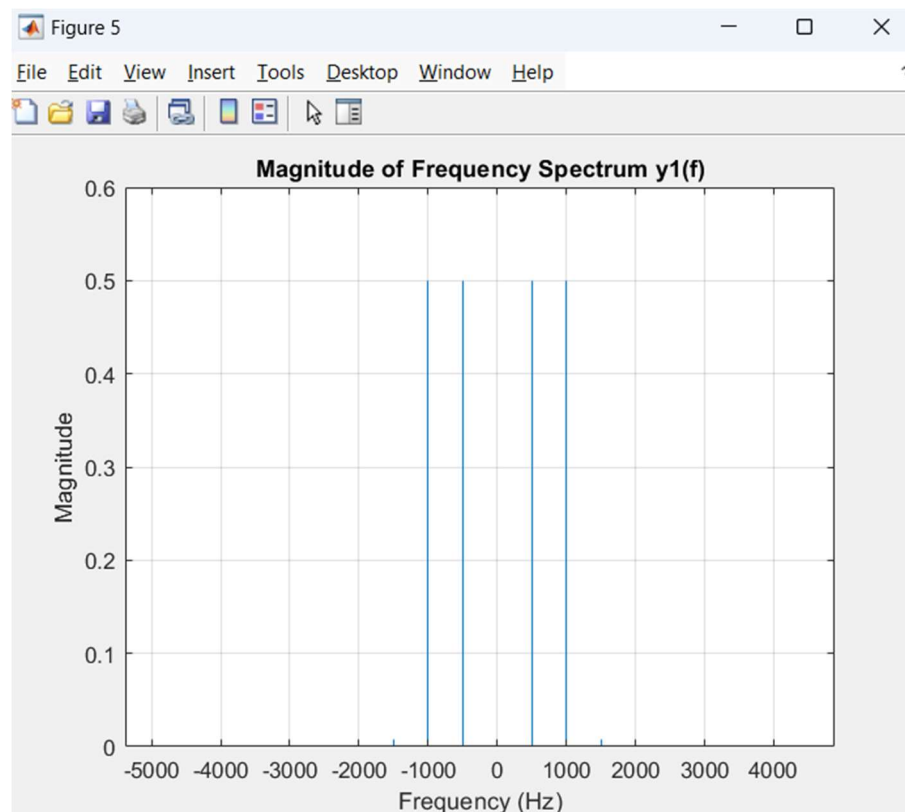 Figure 5
File Edit View Insert Tools Desktop Window Help
Magnitude of Frequency Spectrum y1(f)
0.6
0.5
0.4
0.3
0.2
0.1
0
Magnitude
-5000 -4000 -3000 -2000 -1000 0 1000 2000 3000 4000
Frequency (Hz)